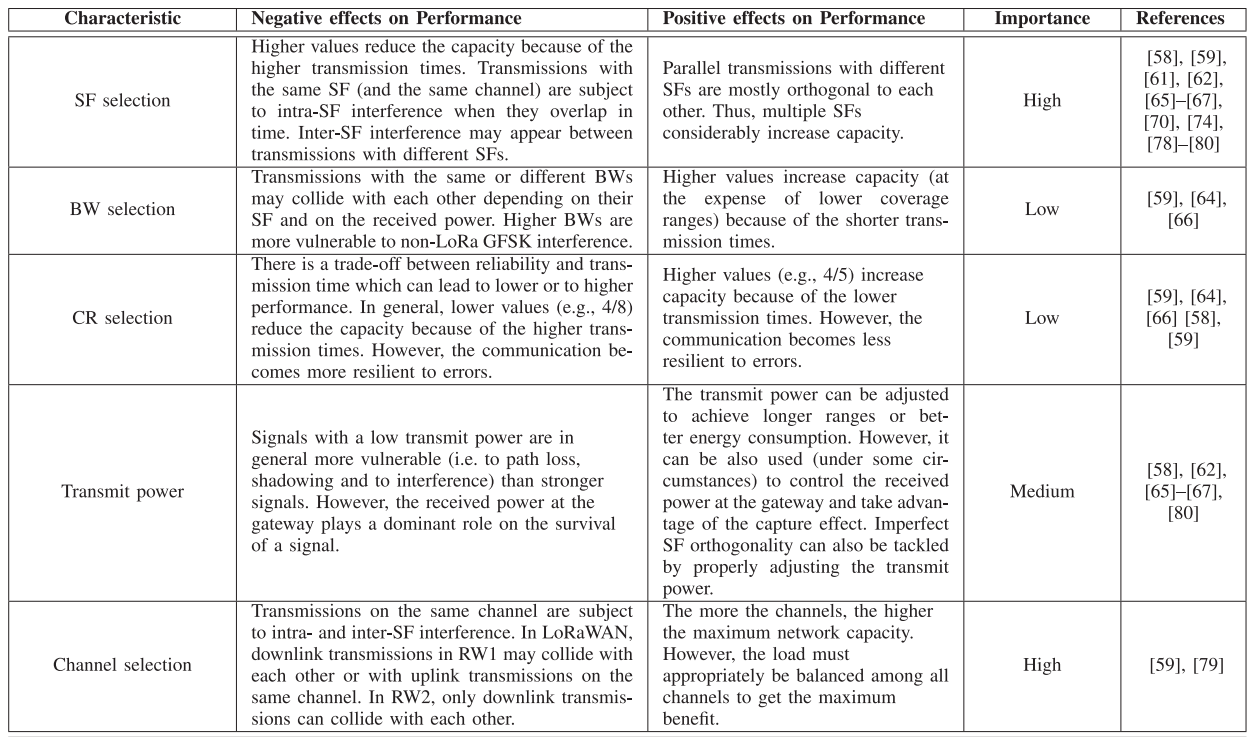 Characteristic
Negative effects on Performance
Positive effects on Performance
Importance
References
SF selection
Higher values reduce the capacity because of the
higher transmission times. Transmissions with
the same SF (and the same channel) are subject
to intra-SF interference when they overlap in
time. Inter-SF interference may appear between
transmissions with different SFs.
Parallel transmissions with different
SFs are mostly orthogonal to each
other. Thus, multiple SFs
considerably increase capacity.
High
[58], [59],
[61], [62],
[65]–[67],
[70], [74],
[78]–[80]
BW selection
Transmissions with the same or different BWs
may collide with each other depending on their
SF and on the received power. Higher BWs are
more vulnerable to non-LoRa GFSK interference.
Higher values increase capacity (at
the expense of lower coverage
ranges) because of the shorter trans-
mission times.
Low
[59], [64],
[66]
CR selection
There is a trade-off between reliability and trans-
mission time which can lead to lower or to higher
performance. In general, lower values (e.g., 4/8)
reduce the capacity because of the higher trans-
mission times. However, the communication be-
comes more resilient to errors.
Higher values (e.g., 4/5) increase
capacity because of the lower
transmission times. However, the
communication becomes less
resilient to errors.
Low
[59], [64],
[66] [58],
[59]
Transmit power
Signals with a low transmit power are in
general more vulnerable (i.e. to path loss,
shadowing and to interference) than stronger
signals. However, the received power at the
gateway plays a dominant role on the survival
of a signal.
The transmit power can be adjusted
to achieve longer ranges or bet-
ter energy consumption. However, it
can be also used (under some cir-
cumstances) to control the received
power at the gateway and take advan-
tage of the capture effect. Imperfect
SF orthogonality can also be tackled
by properly adjusting the transmit
power.
Medium
[58], [62],
[65]–[67],
[80]
Channel selection
Transmissions on the same channel are subject
to intra- and inter-SF interference. In LoRaWAN,
downlink transmissions in RW1 may collide with
each other or with uplink transmissions on the
same channel. In RW2, only downlink transmis-
sions can collide with each other.
The more the channels, the higher
the maximum network capacity.
However, the load must
appropriately be balanced among all
channels to get the maximum
benefit.
High
[59], [79]